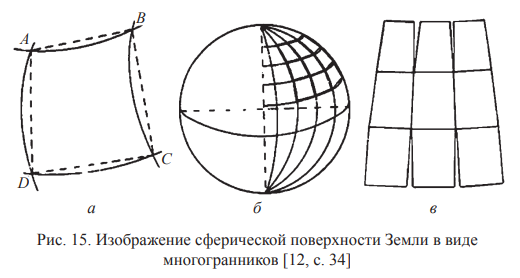 A
B
C
D
а
б
в
Рис. 15. Изображение сферической поверхности Земли в виде
многогранников [12, с. 34]